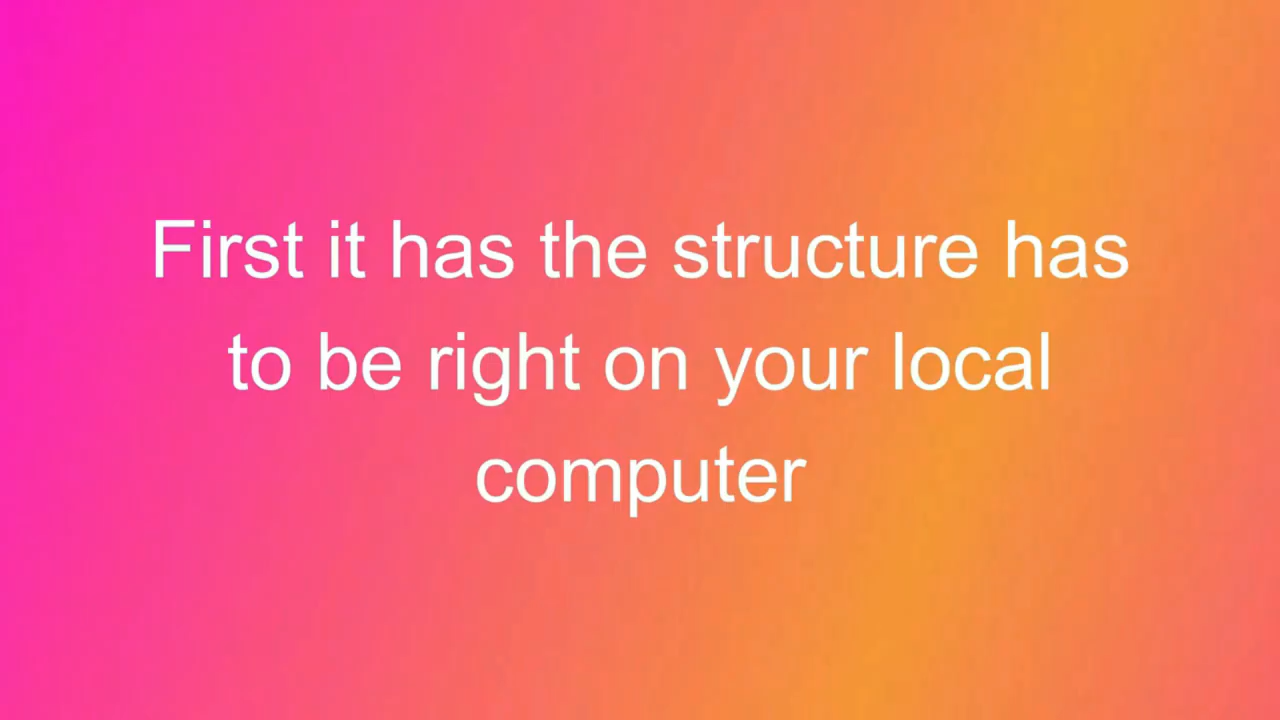 First it has the structure has
to be right on your local
computer